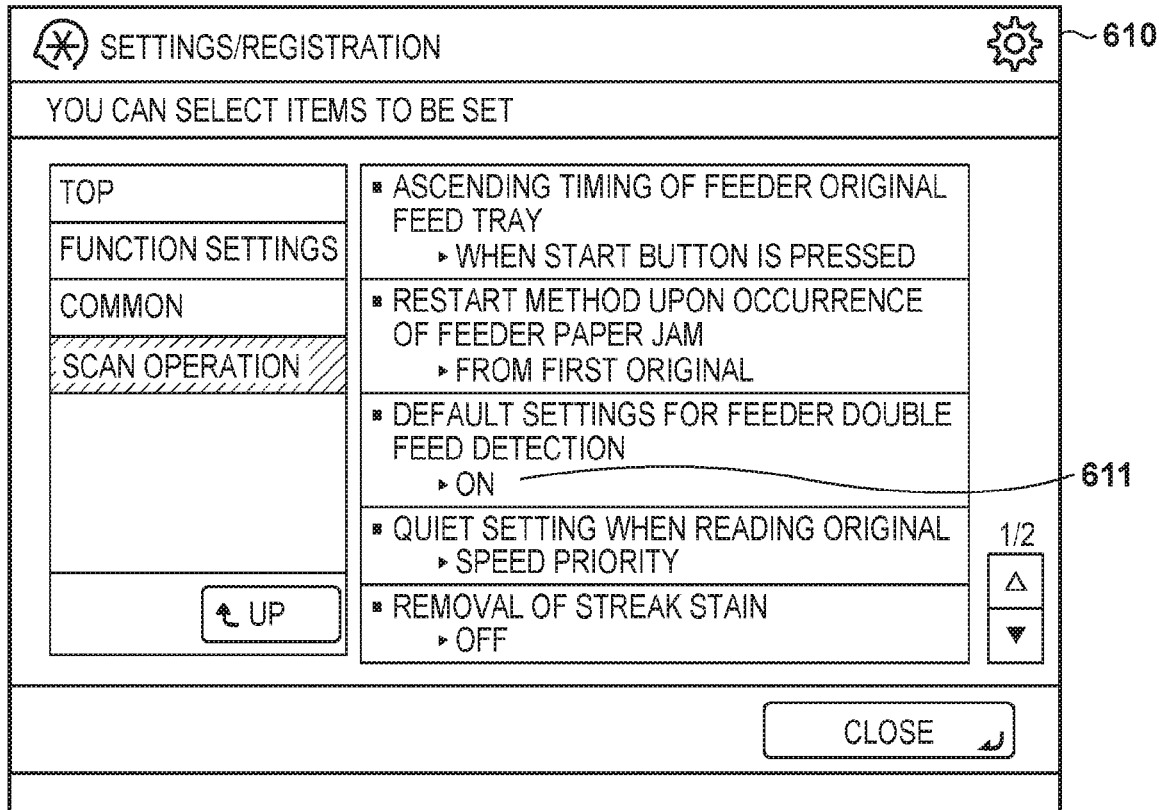 SETTINGS/REGISTRATION
610
YOU CAN SELECT ITEMS TO BE SET
TOP
FUNCTION SETTINGS
COMMON
SCAN OPERATION
UP
ASCENDING TIMING OF FEEDER ORIGINAL
FEED TRAY
WHEN START BUTTON IS PRESSED
RESTART METHOD UPON OCCURRENCE
OF FEEDER PAPER JAM
FROM FIRST ORIGINAL
DEFAULT SETTINGS FOR FEEDER DOUBLE
FEED DETECTION
ON
611
QUIET SETTING WHEN READING ORIGINAL
SPEED PRIORITY
REMOVAL OF STREAK STAIN
OFF
1/2
CLOSE